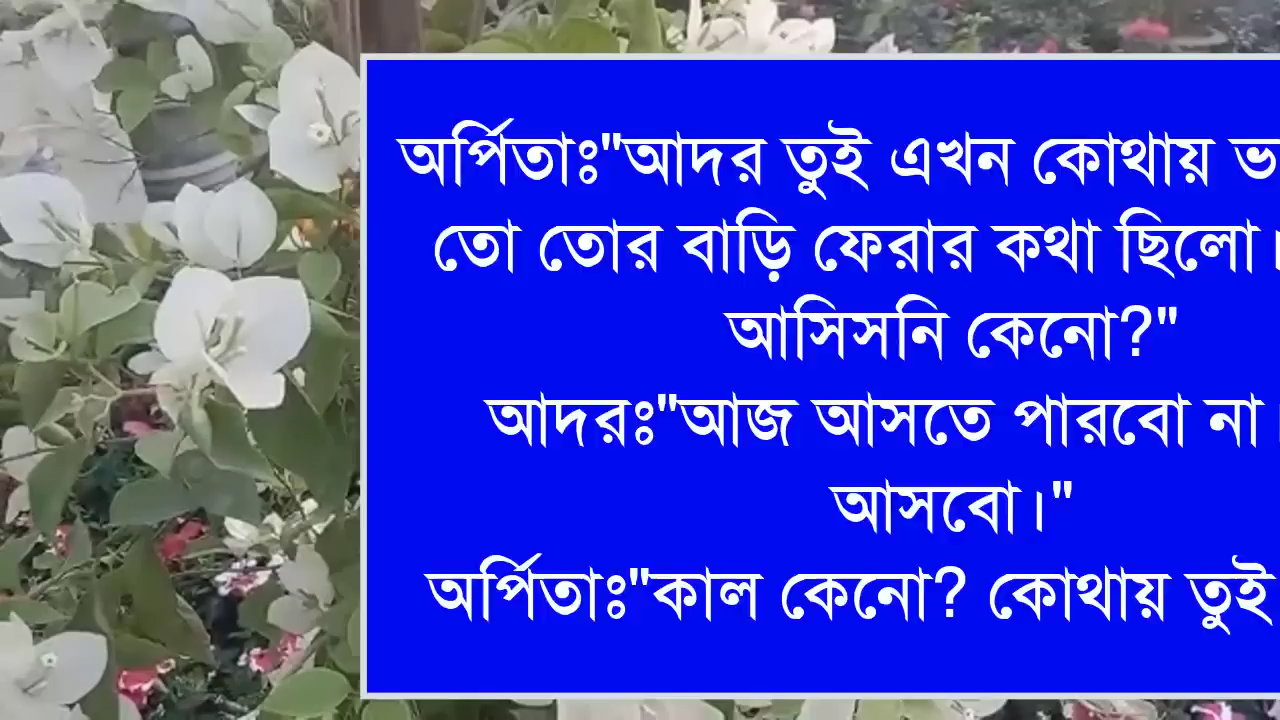 অর্পিতাঃ"আদর তুই এখন কোথায়
তো তোর বাড়ি ফেরার কথা ছিলো।
আসিসনি কেনো?"
আদরঃ"আজ আসতে পারবো না
আসবো।"
অর্পিতাঃ"কাল কেনো? কোথায় তুই